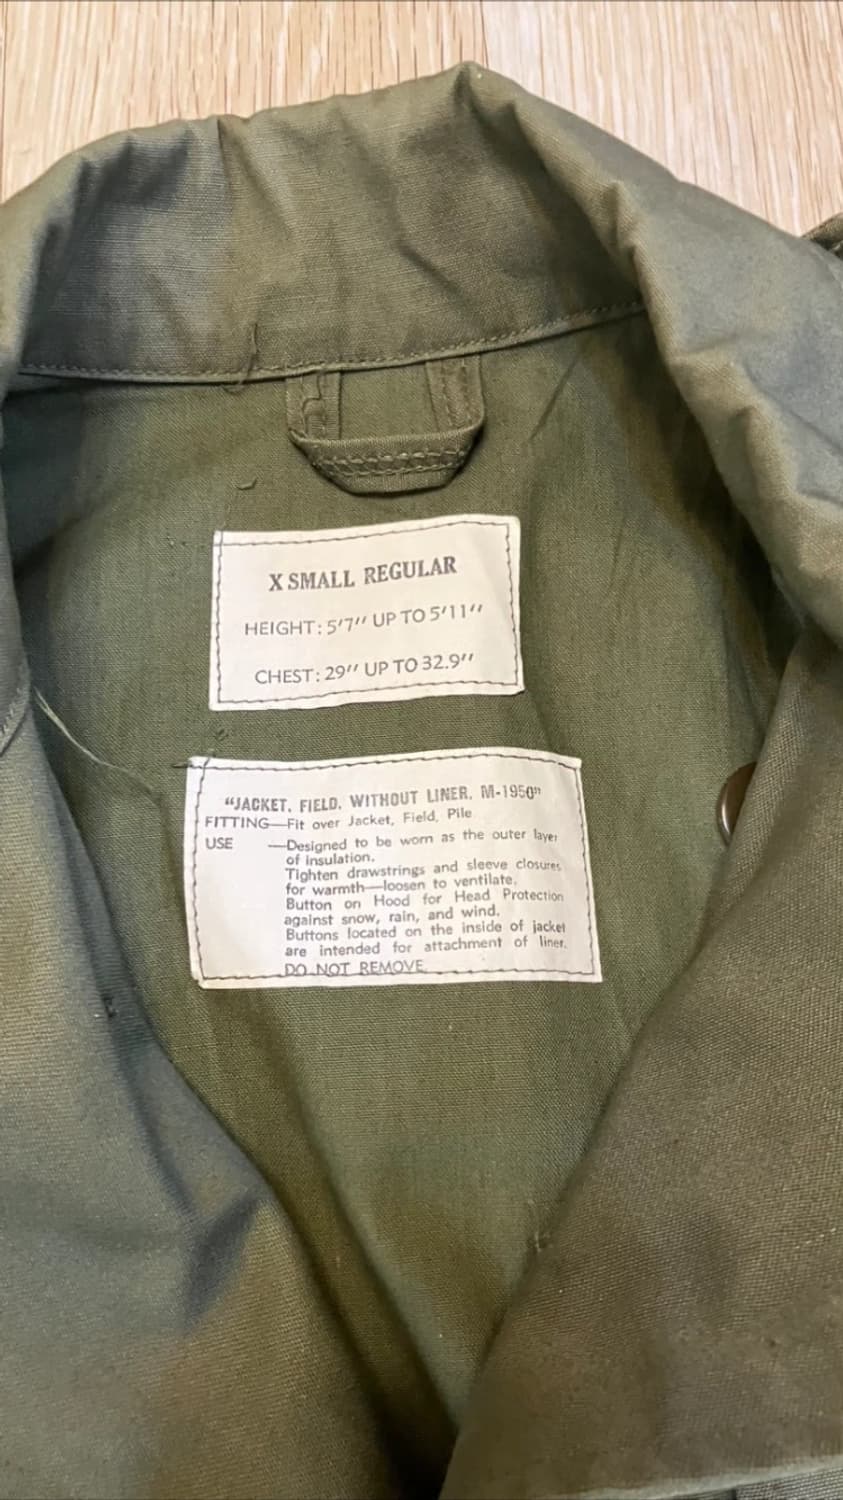 X SMALL REGULAR
HEIGHT: 5'7" UP TO 5'11"
CHEST: 29" UP TO 32.9"
"JACKET, FIELD, WITHOUT LINER, M-1950"
FITTING—Fit over Jacket, Field, Pile
USE —Designed to be worn as the outer layer
of insulation.
Tighten drawstrings and sleeve closures
for warmth—loosen to ventilate.
Button on Hood for Head Protection
against snow, rain, and wind.
Buttons located on the inside of jacket
are intended for attachment of liner.
DO NOT REMOVE